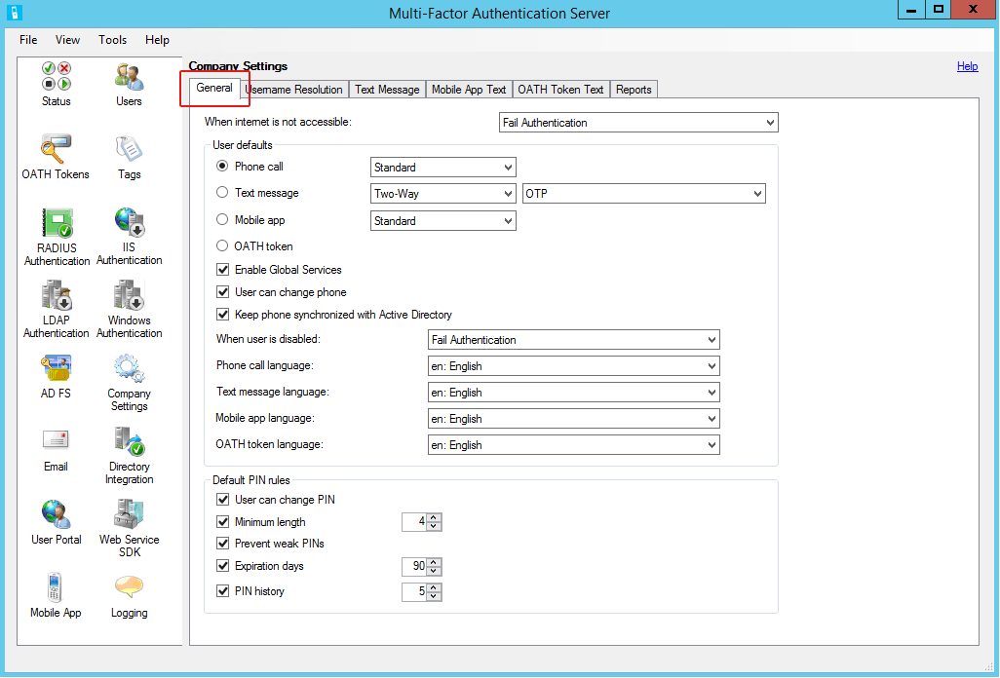 Multi-Factor Authentication Server
File View Tools Help
Status
Users
OATH Tokens
Tags
RADIUS
Authentication
IIS
Authentication
LDAP
Authentication
Windows
Authentication
AD FS
Company
Settings
Email
Directory
Integration
User Portal
Web Service
SDK
Mobile App
Logging
Company Settings
Help
General Username Resolution Text Message Mobile App Text OATH Token Text Reports
When internet is not accessible: Fail Authentication
User defaults
Phone call Standard
Text message Two-Way OTP
Mobile app Standard
OATH token
Enable Global Services
User can change phone
Keep phone synchronized with Active Directory
When user is disabled: Fail Authentication
Phone call language: en: English
Text message language: en: English
Mobile app language: en: English
OATH token language: en: English
Default PIN rules
User can change PIN
Minimum length 4
Prevent weak PINs
Expiration days 90
PIN history 5